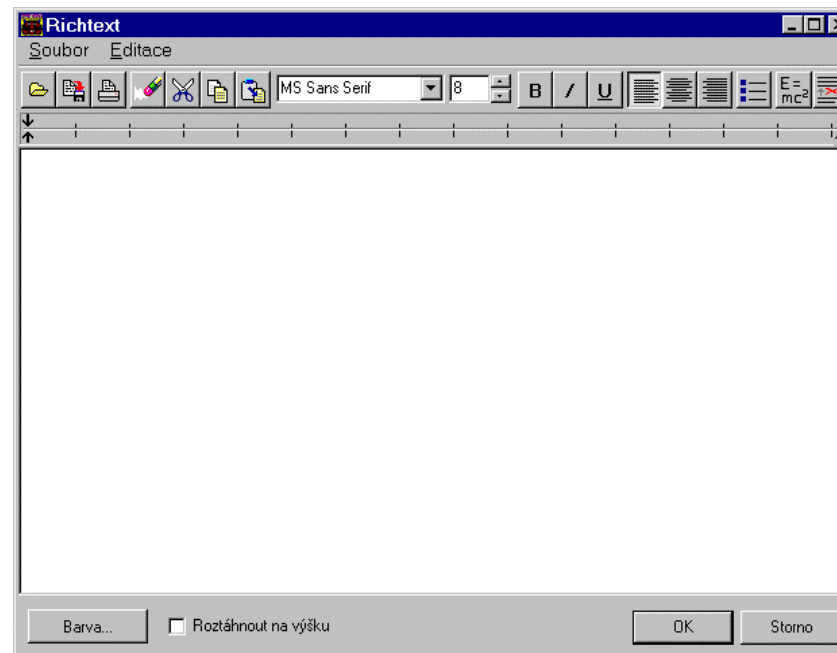 Richtext
Soubor Editace
MS Sans Serif 8 B / U E= mc2
Barva... Roztáhnout na výšku OK Storno